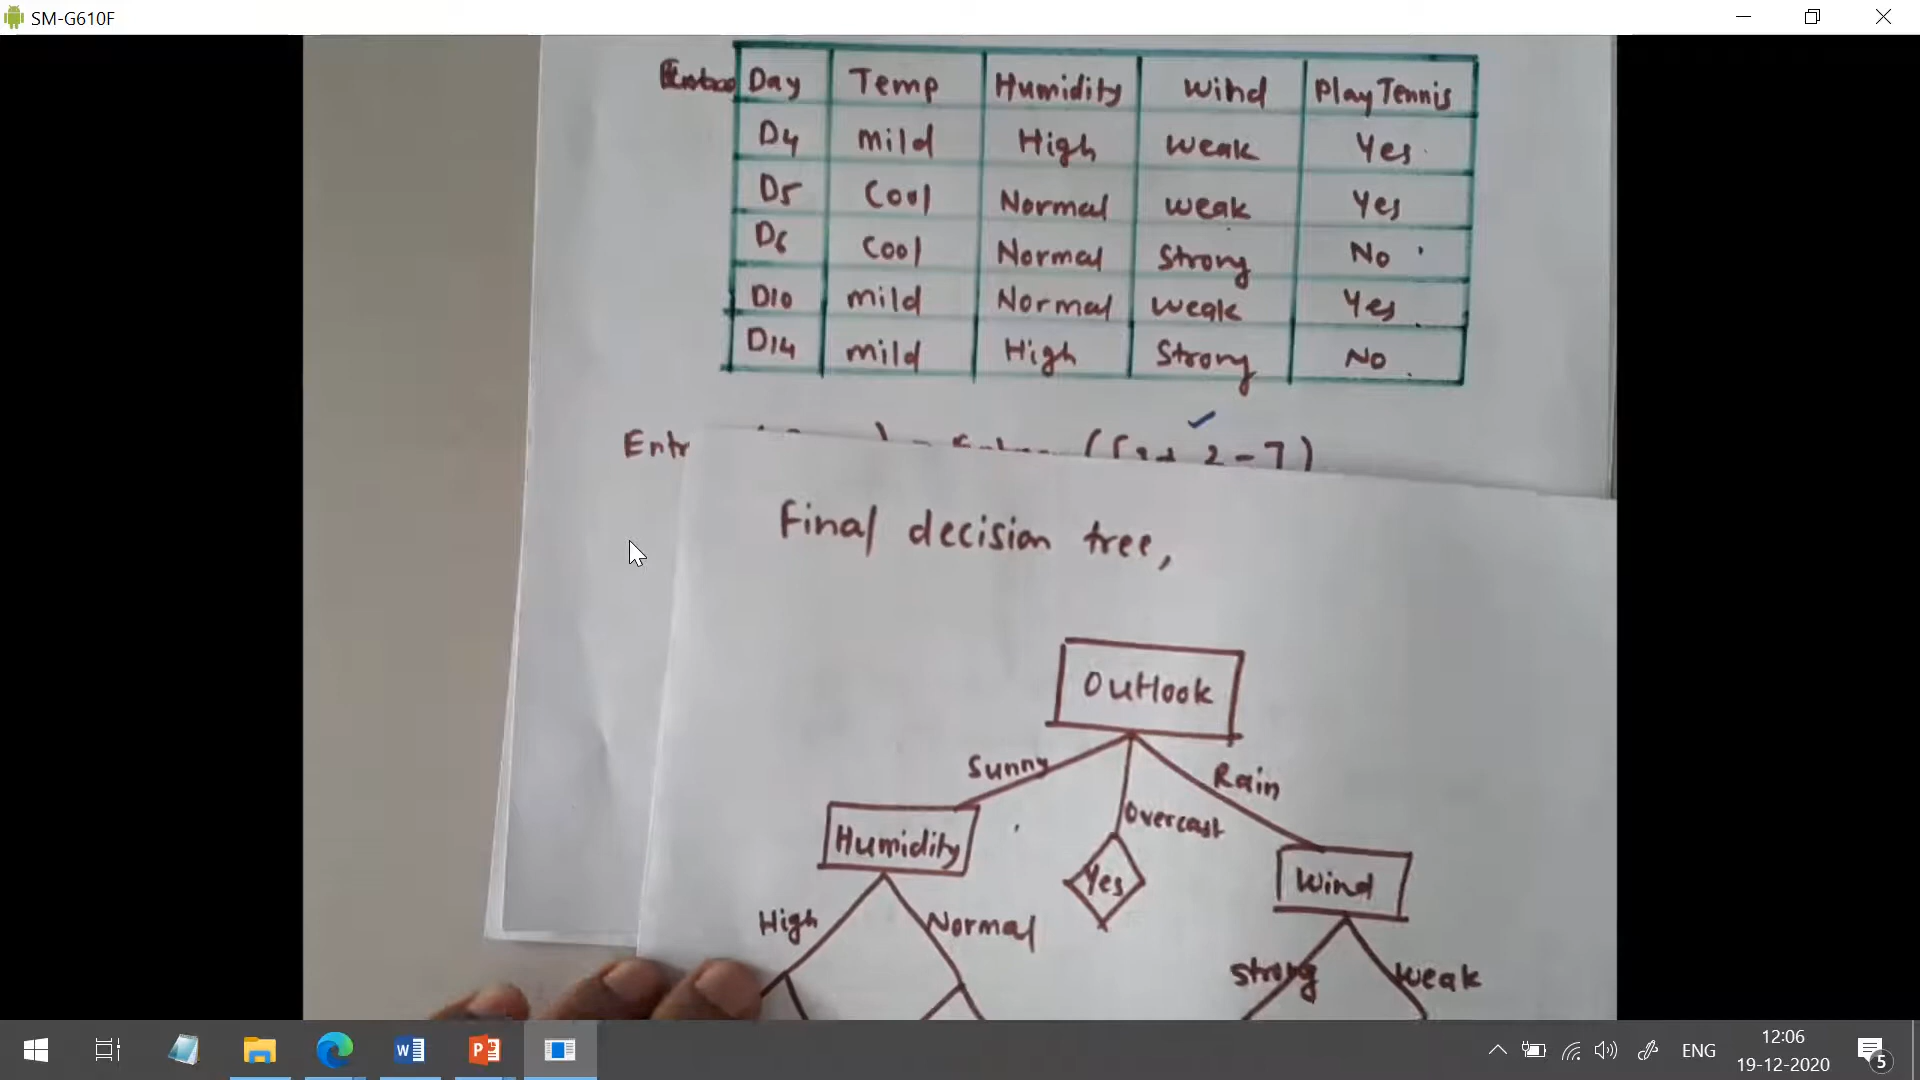 SM-G610F
Day Temp Humidity Wind Play Tennis
D4 mild High weak Yes
D5 Cool Normal weak Yes
D6 Cool Normal Strong No
D10 mild Normal weak Yes
D14 mild High Strong No
Final decision tree,
Outlook
Sunny Overcast Rain
Humidity Yes Wind
High Normal Strong weak
ENG
12:06
19-12-2020
5